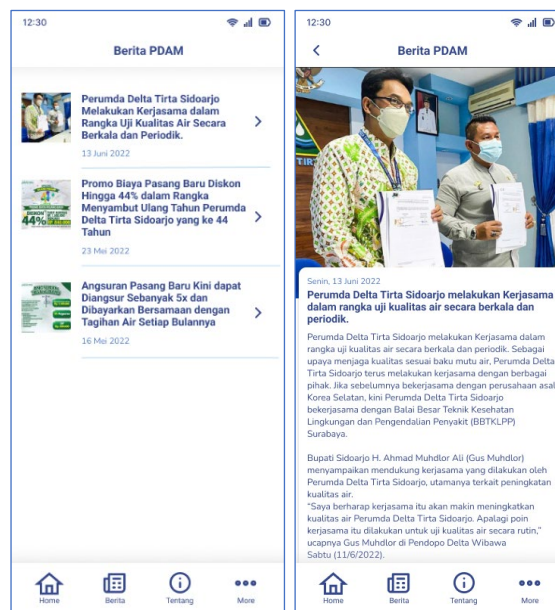 12:30
Berita PDAM
Perumda Delta Tirta Sidoarjo
Melakukan Kerjasama dalam
Rangka Uji Kualitas Air Secara
Berkala dan Periodik.
13 Juni 2022
Promo Biaya Pasang Baru Diskon
Hingga 44% dalam Rangka
Menyambut Ulang Tahun Perumda
Delta Tirta Sidoarjo yang ke 44
Tahun
23 Mei 2022
DISKON
44%
Angsuran Pasang Baru Kini dapat
Diangsur Sebanyak 5x dan
Dibayarkan Bersamaan dengan
Tagihan Air Setiap Bulannya
16 Mei 2022
Home
Berita
Tentang
More
12:30
Berita PDAM
Senin, 13 Juni 2022
Perumda Delta Tirta Sidoarjo melakukan Kerjasama
dalam rangka uji kualitas air secara berkala dan
periodik.
Perumda Delta Tirta Sidoarjo melakukan Kerjasama dalam
rangka uji kualitas air secara berkala dan periodik. Sebagai
upaya menjaga kualitas sesuai baku mutu air, Perumda Delta
Tirta Sidoarjo terus melakukan kerjasama dengan berbagai
pihak. Jika sebelumnya bekerjasama dengan perusahaan asal
Korea Selatan, kini Perumda Delta Tirta Sidoarjo
bekerjasama dengan Balai Besar Teknik Kesehatan
Lingkungan dan Pengendalian Penyakit (BBTKLPP)
Surabaya.
Bupati Sidoarjo H. Ahmad Muhdlor Ali (Gus Muhdlor)
menyampaikan mendukung kerjasama yang dilakukan oleh
Perumda Delta Tirta Sidoarjo, utamanya terkait peningkatan
kualitas air.
“Saya berharap kerjasama itu akan makin meningkatkan
kualitas air Perumda Delta Tirta Sidoarjo. Apalagi poin
kerjasama itu dilakukan untuk uji kualitas air secara rutin,”
ucapnya Gus Muhdlor di Pendopo Delta Wibawa
Sabtu (11/6/2022).
Home
Berita
Tentang
More